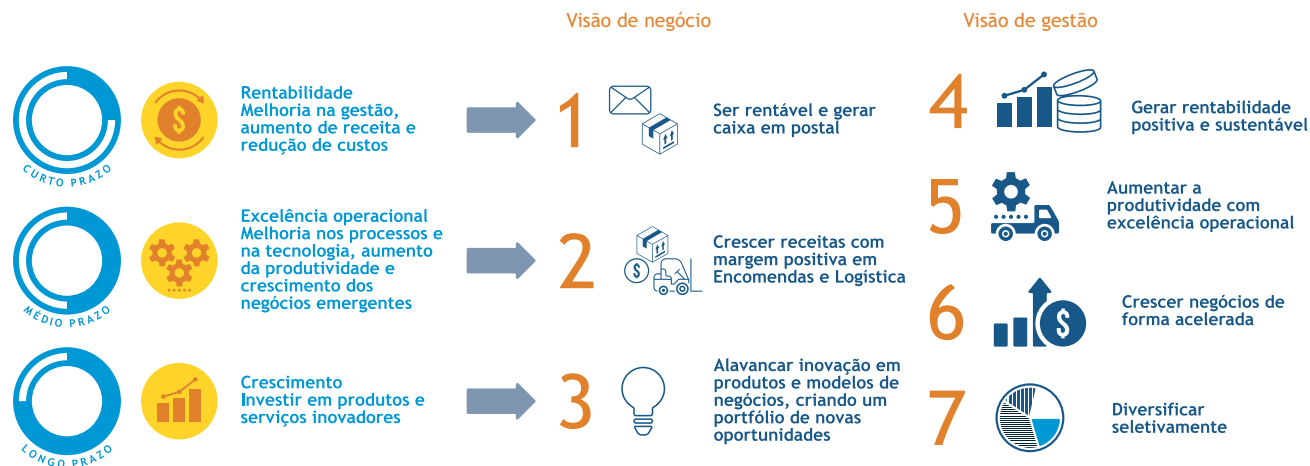 Visão de negócio
Visão de gestão
CURTO PRAZO
$
Rentabilidade
Melhoria na gestão,
aumento de receita e
redução de custos
1
Ser rentável e gerar
caixa em postal
4
Gerar rentabilidade
positiva e sustentável
MÉDIO PRAZO
Excelência operacional
Melhoria nos processos e
na tecnologia, aumento
da produtividade e
crescimento dos
negócios emergentes
2
$
Crescer receitas com
margem positiva em
Encomendas e Logística
5
Aumentar a
produtividade com
excelência operacional
6
$
Crescer negócios de
forma acelerada
LONGO PRAZO
Crescimento
Investir em produtos e
serviços inovadores
3
Alavancar inovação em
produtos e modelos de
negócios, criando um
portfólio de novas
oportunidades
7
Diversificar
seletivamente